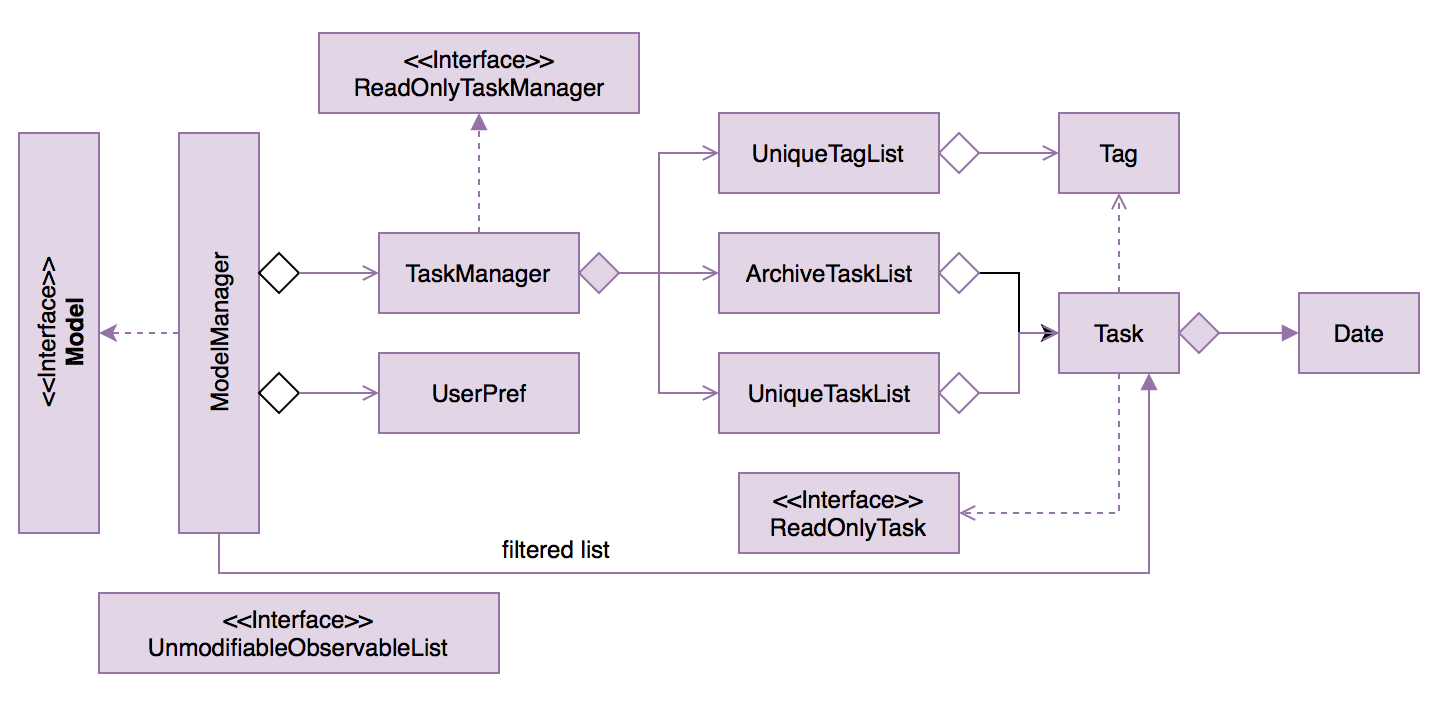 <<Interface>>
ReadOnlyTaskManager
<<Interface>>
Model
ModelManager
TaskManager
UserPref
UniqueTagList
ArchiveTaskList
UniqueTaskList
Tag
Task
Date
<<Interface>>
ReadOnlyTask
filtered list
<<Interface>>
UnmodifiableObservableList